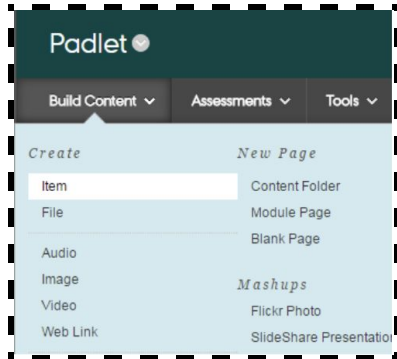 Padlet
Build Content Assessments Tools
Create
Item
File
Audio
Image
Video
Web Link
New Page
Content Folder
Module Page
Blank Page
Mashups
Flickr Photo
SlideShare Presentation